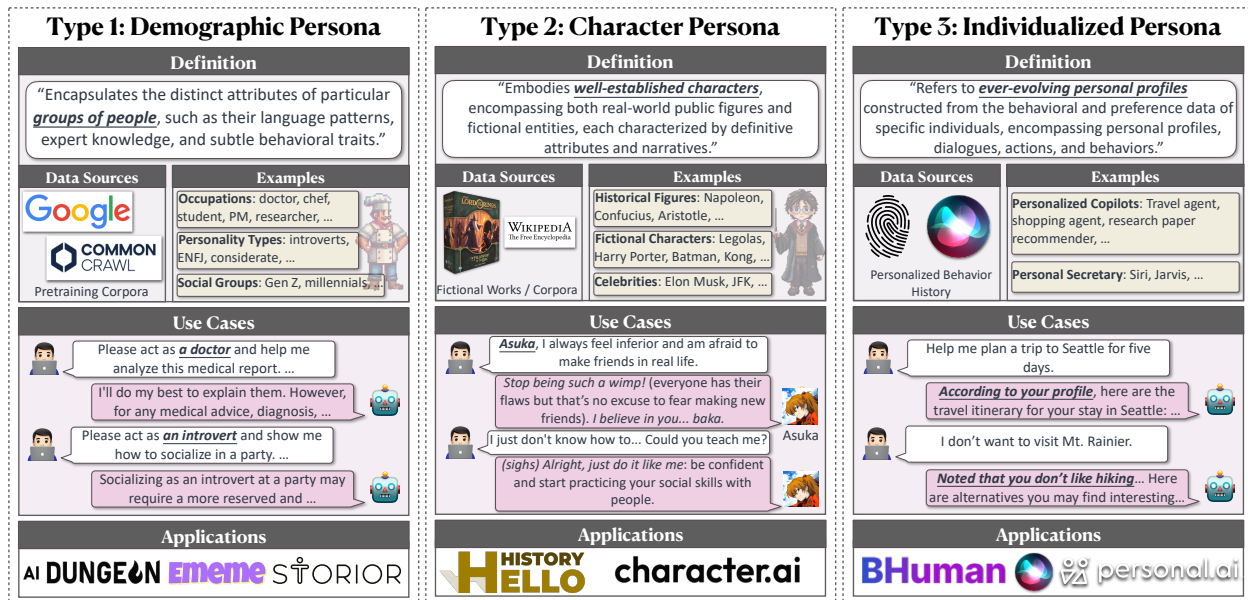 Type 1: Demographic Persona
Definition
“Encapsulates the distinct attributes of particular
groups of people, such as their language patterns,
expert knowledge, and subtle behavioral traits.”
Data Sources
Google
COMMON
CRAWL
Pretraining Corpora
Examples
Occupations: doctor, chef,
student, PM, researcher, …
Personality Types: introverts,
ENFJ, considerate, …
Social Groups: Gen Z, millennials, …
Use Cases
Please act as a doctor and help me
analyze this medical report. …
I'll do my best to explain them. However,
for any medical advice, diagnosis, …
Please act as an introvert and show me
how to socialize in a party. …
Socializing as an introvert at a party may
require a more reserved and …
Applications
AI DUNGEON Ememe STORIOR
Type 2: Character Persona
Definition
“Embodies well-established characters,
encompassing both real-world public figures and
fictional entities, each characterized by definitive
attributes and narratives.”
Data Sources
LORD RINGS
WIKIPEDIA
The Free Encyclopedia
Fictional Works / Corpora
Examples
Historical Figures: Napoleon,
Confucius, Aristotle, …
Fictional Characters: Legolas,
Harry Porter, Batman, Kong, …
Celebrities: Elon Musk, JFK, …
Use Cases
Asuka, I always feel inferior and am afraid to
make friends in real life.
Stop being such a wimp! (everyone has their
flaws but that’s no excuse to fear making new
friends). I believe in you... baka.
Asuka
I just don't know how to... Could you teach me?
(sighs) Alright, just do it like me: be confident
and start practicing your social skills with
people.
Applications
HISTORY
HELLO
character.ai
Type 3: Individualized Persona
Definition
“Refers to ever-evolving personal profiles
constructed from the behavioral and preference data of
specific individuals, encompassing personal profiles,
dialogues, actions, and behaviors.”
Data Sources
Personalized Behavior
History
Examples
Personalized Copilots: Travel agent,
shopping agent, research paper
recommender, …
Personal Secretary: Siri, Jarvis, …
Use Cases
Help me plan a trip to Seattle for five
days.
According to your profile, here are the
travel itinerary for your stay in Seattle: …
I don’t want to visit Mt. Rainier.
Noted that you don’t like hiking… Here
are alternatives you may find interesting…
Applications
BHuman personal.ai